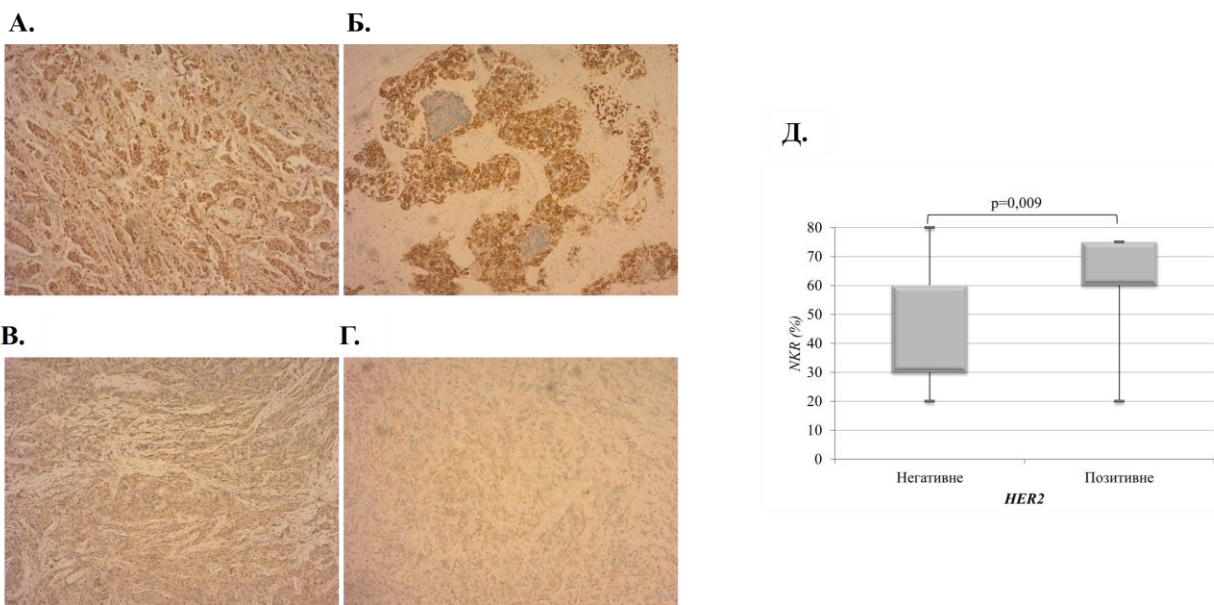 А.
Б.
В.
Г.
Д.
p=0,009
80
70
60
50
40
30
20
10
0
NKR (%)
Негативне
Позитивне
HER2